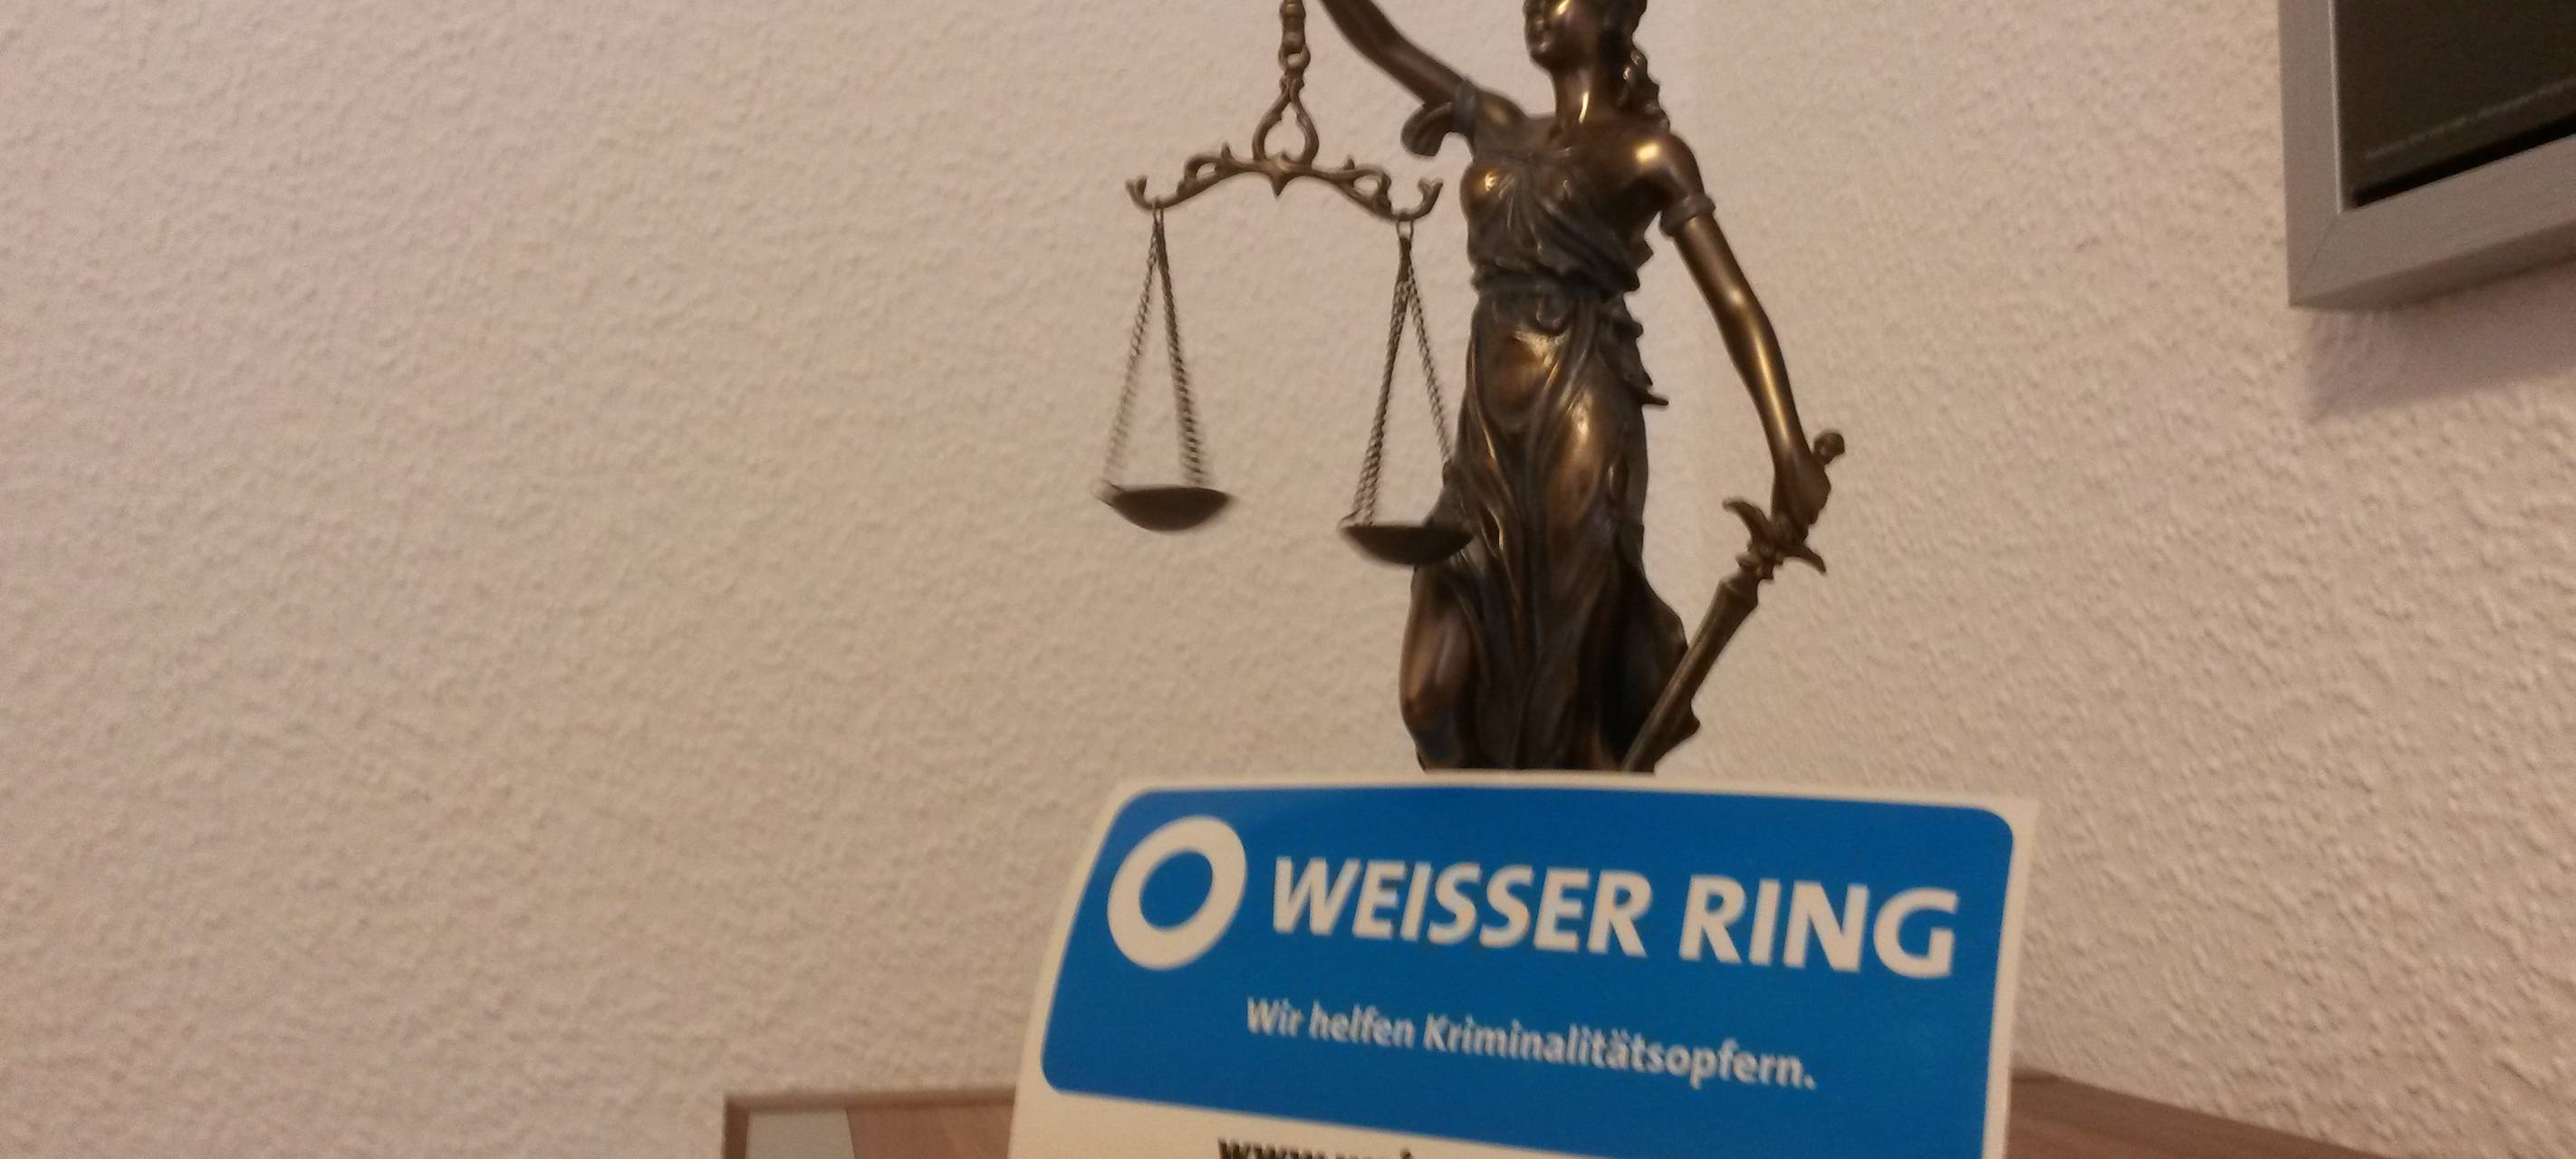 WEISSER RING
Wir helfen Kriminalitätsopfern.